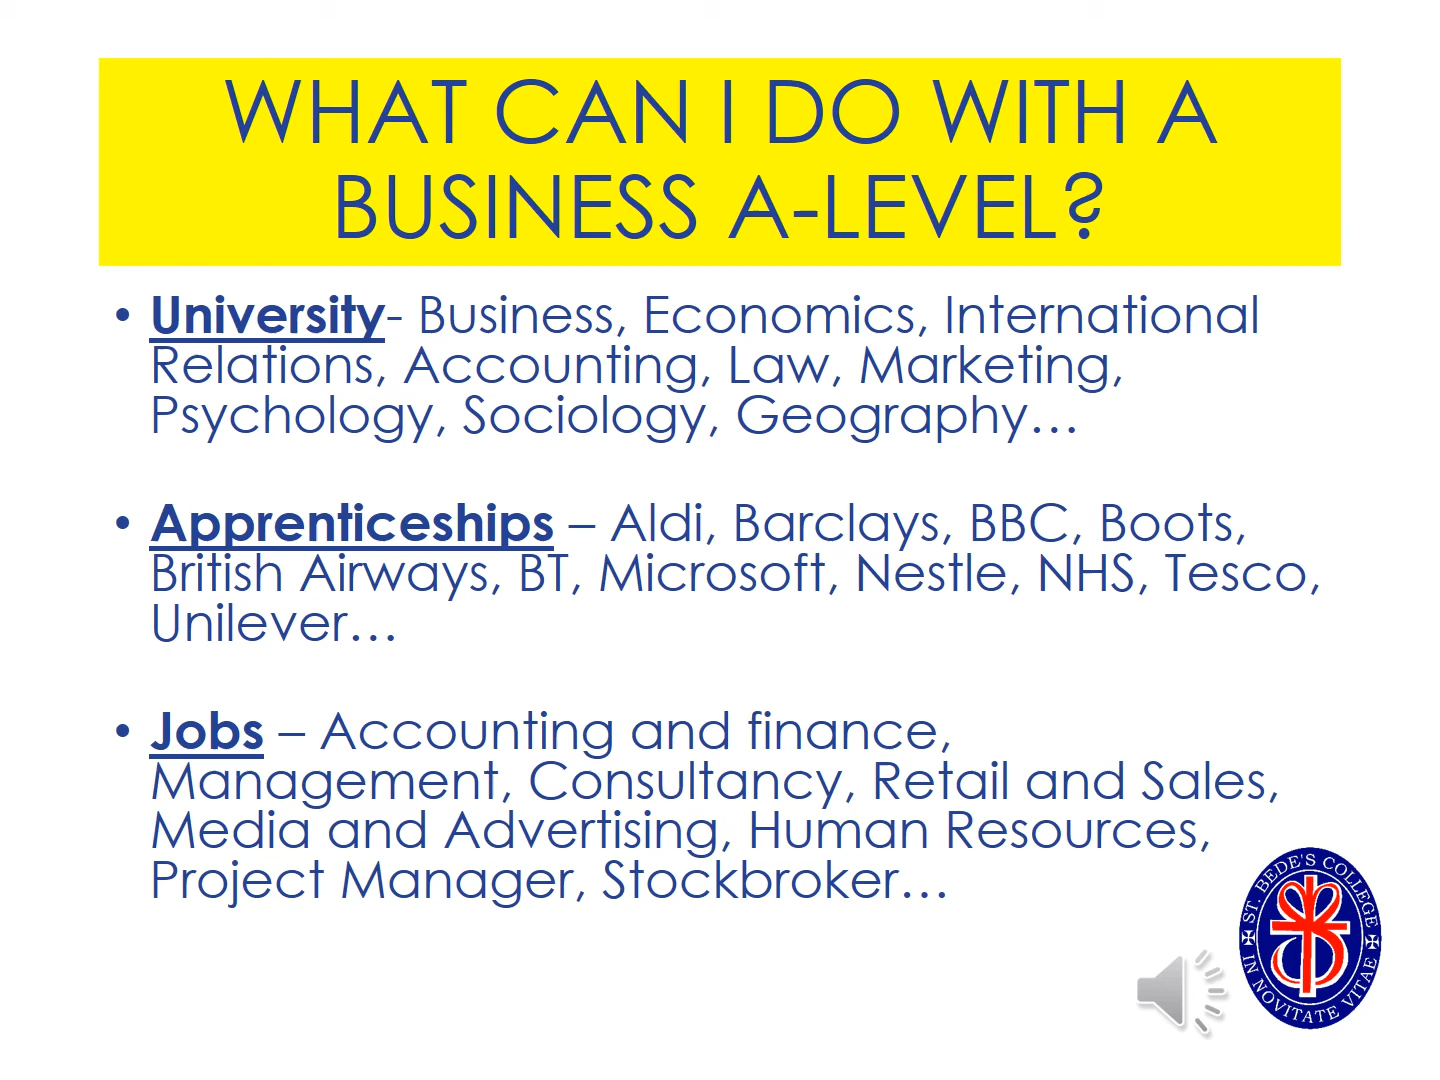 WHAT CAN I DO WITH A
BUSINESS A-LEVEL?
• University- Business, Economics, International
Relations, Accounting, Law, Marketing,
Psychology, Sociology, Geography…
• Apprenticeships – Aldi, Barclays, BBC, Boots,
British Airways, BT, Microsoft, Nestle, NHS, Tesco,
Unilever…
• Jobs – Accounting and finance,
Management, Consultancy, Retail and Sales,
Media and Advertising, Human Resources,
Project Manager, Stockbroker…
ST. BEDE'S COLLEGE
IN NOVITATE VITAE